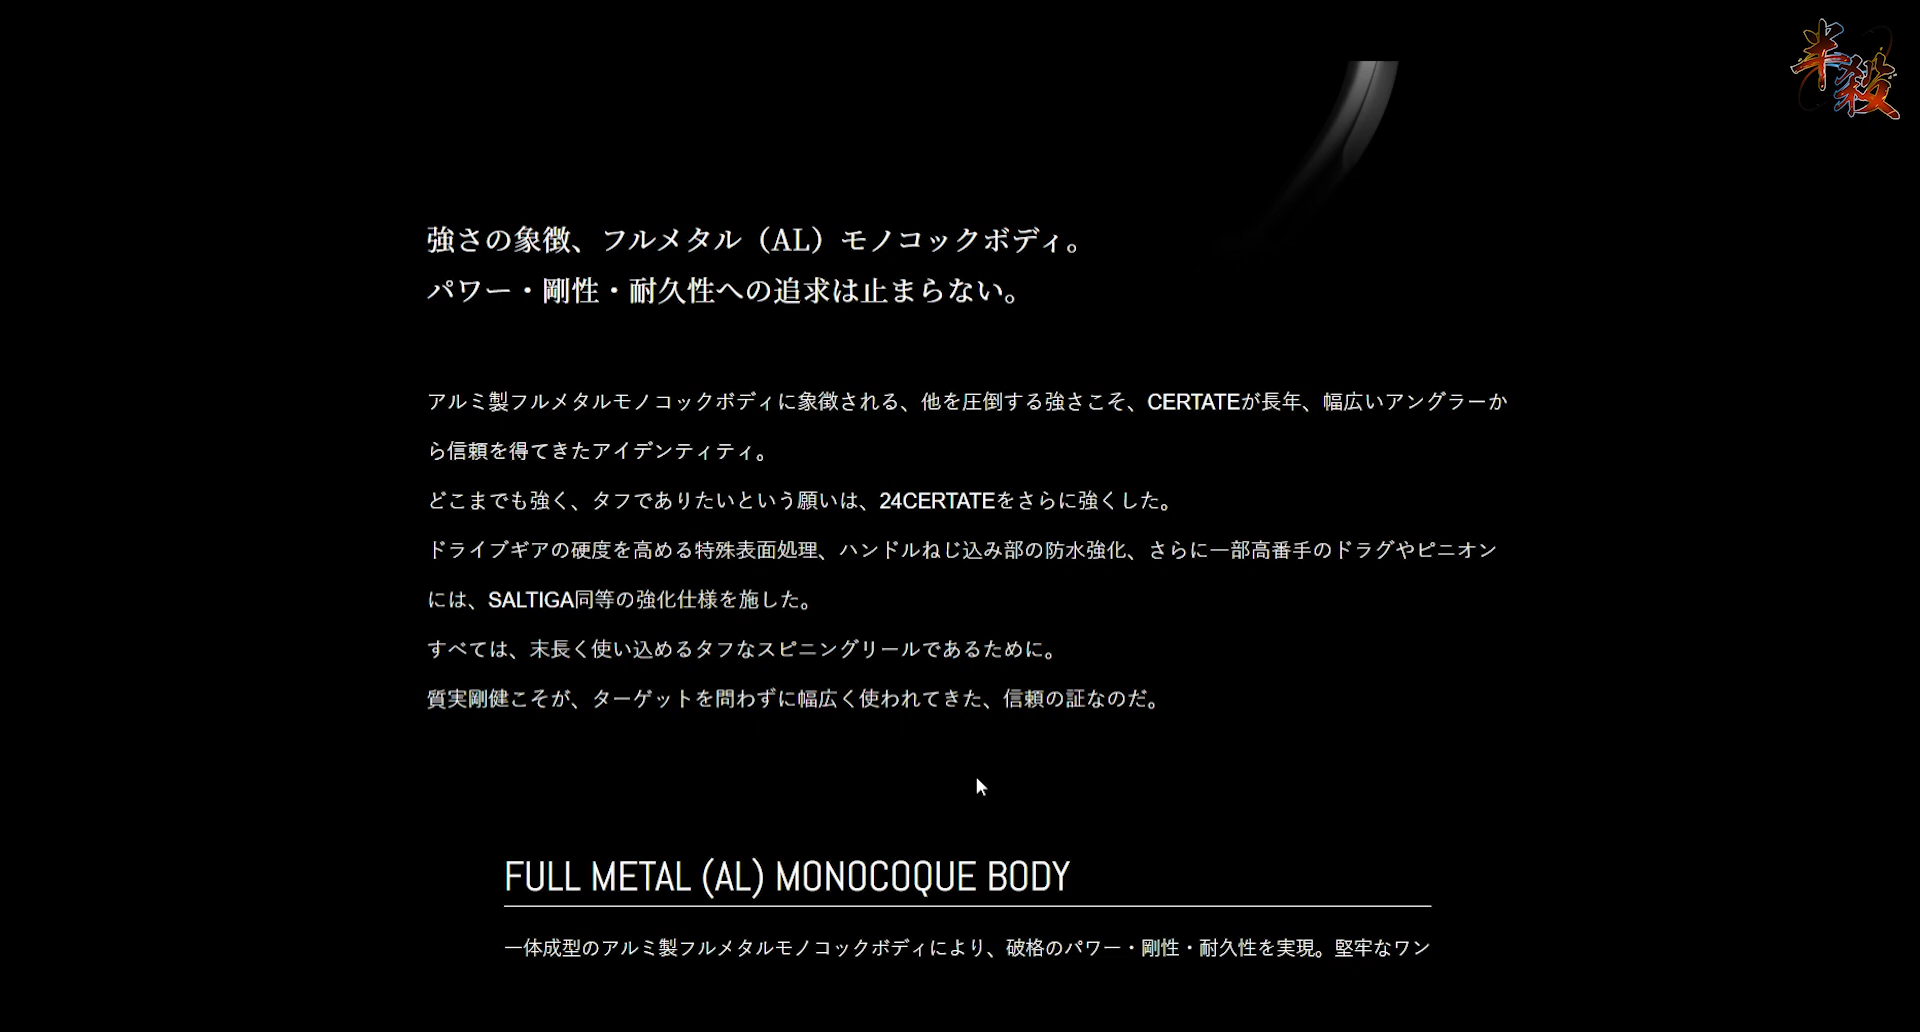 半殺
強さの象徴、フルメタル（AL）モノコックボディ。
パワー・剛性・耐久性への追求は止まらない。
アルミ製フルメタルモノコックボディに象徴される、他を圧倒する強さこそ、CERTATEが長年、幅広いアングラーか
ら信頼を得てきたアイデンティティ。
どこまでも強く、タフでありたいという願いは、24CERTATEをさらに強くした。
ドライブギアの硬度を高める特殊表面処理、ハンドルねじ込み部の防水強化、さらに一部高番手のドラグやピニオン
には、SALTIGA同等の強化仕様を施した。
すべては、末長く使い込めるタフなスピニングリールであるために。
質実剛健こそが、ターゲットを問わずに幅広く使われてきた、信頼の証なのだ。
FULL METAL (AL) MONOCOQUE BODY
一体成型のアルミ製フルメタルモノコックボディにより、破格のパワー・剛性・耐久性を実現。堅牢なワン